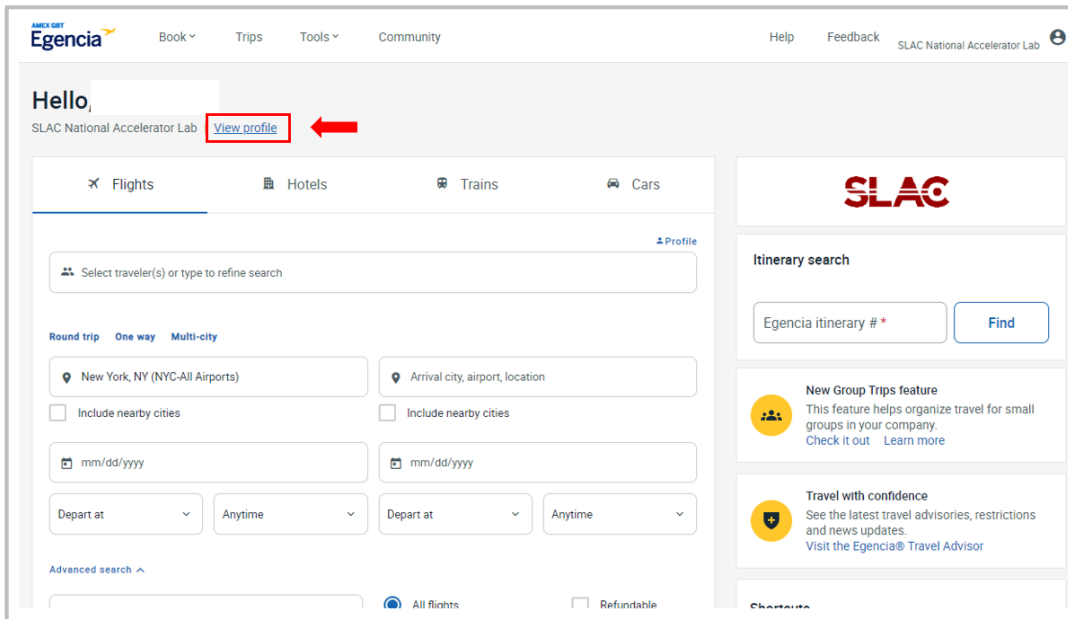 AMEX GBT
Egencia
Book Trips Tools Community
Help Feedback SLAC National Accelerator Lab
Hello,
SLAC National Accelerator Lab View profile
Flights Hotels Trains Cars
SLAC
Profile
Select traveler(s) or type to refine search
Itinerary search
Egencia itinerary # * Find
Round trip One way Multi-city
New York, NY (NYC-All Airports) Arrival city, airport, location
Include nearby cities Include nearby cities
New Group Trips feature
This feature helps organize travel for small
groups in your company.
Check it out Learn more
mm/dd/yyyy mm/dd/yyyy
Depart at Anytime Depart at Anytime
Travel with confidence
See the latest travel advisories, restrictions
and news updates.
Visit the Egencia® Travel Advisor
Advanced search
All flights Refundable
Shortcuts